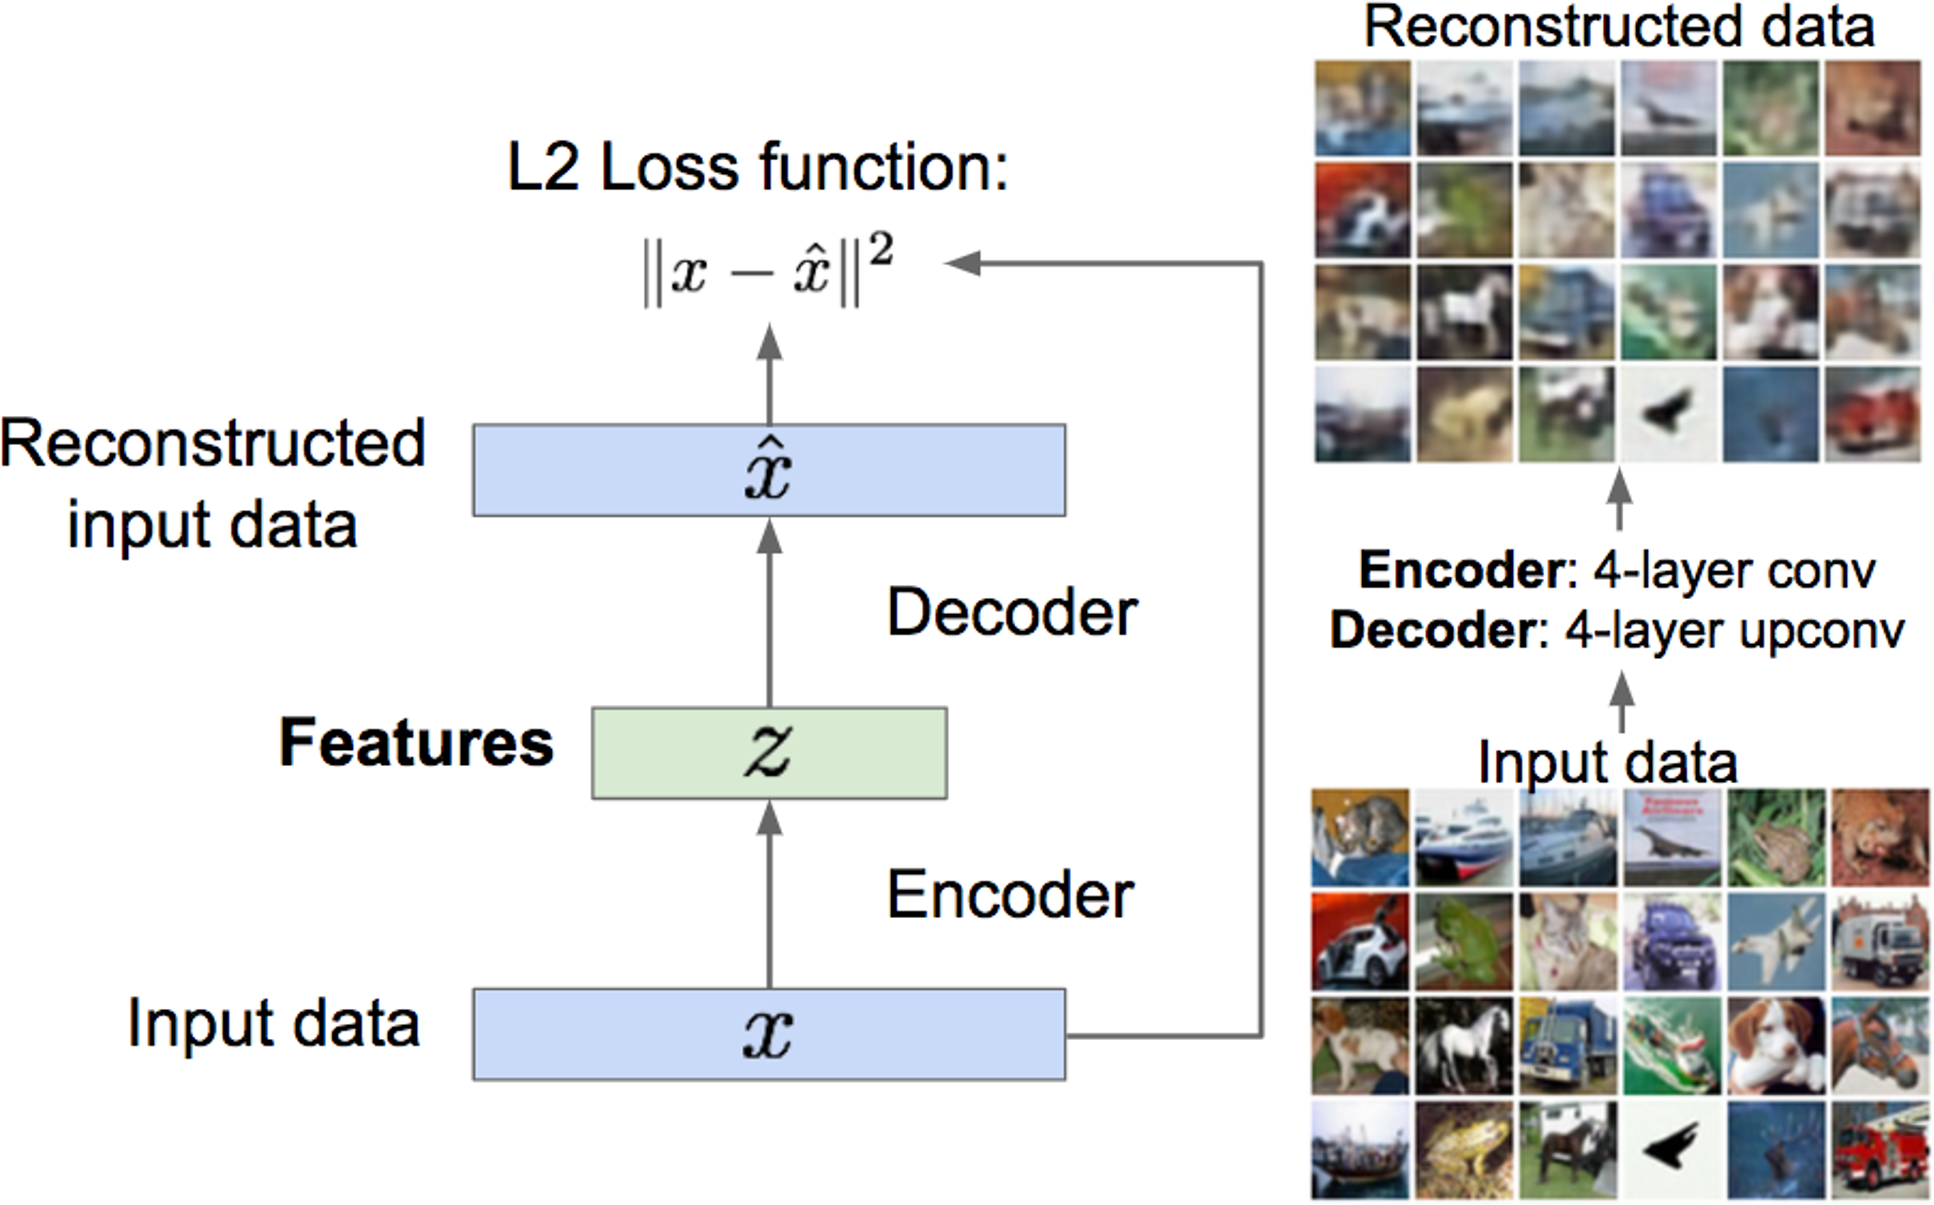 Reconstructed data
L2 Loss function:
‖x − x̂‖²
Reconstructed
input data
x̂
Decoder
Encoder: 4-layer conv
Decoder: 4-layer upconv
Features
z
Input data
Encoder
Input data
x